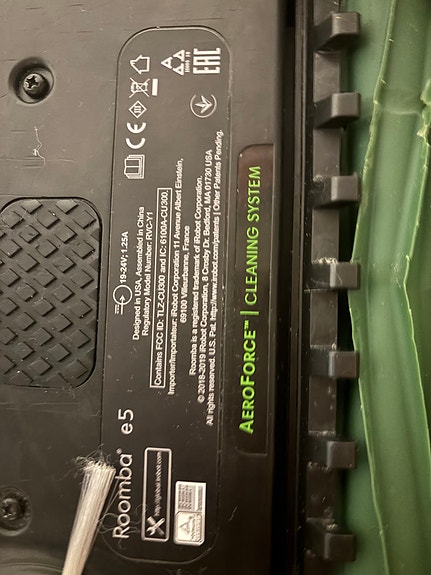 Roomba® e5
http://global.irobot.com
19-24V; 1.25A
Designed in USA, Assembled in China
Regulatory Model Number: RVC-Y1
Contains FCC ID: TLZ-CU300 and IC: 6100A-CU300
Importer/Importateur: iRobot Corporation 11 Avenue Albert Einstein,
69100 Villeurbanne, France
Roomba is a registered trademark of iRobot Corporation.
© 2018-2019 iRobot Corporation, 8 Crosby Dr. Bedford, MA 01730 USA
All rights reserved. U.S. Pat. http://www.irobot.com/patents | Other Patents Pending.
CE
EAC
AEROFORCE™ | CLEANING SYSTEM